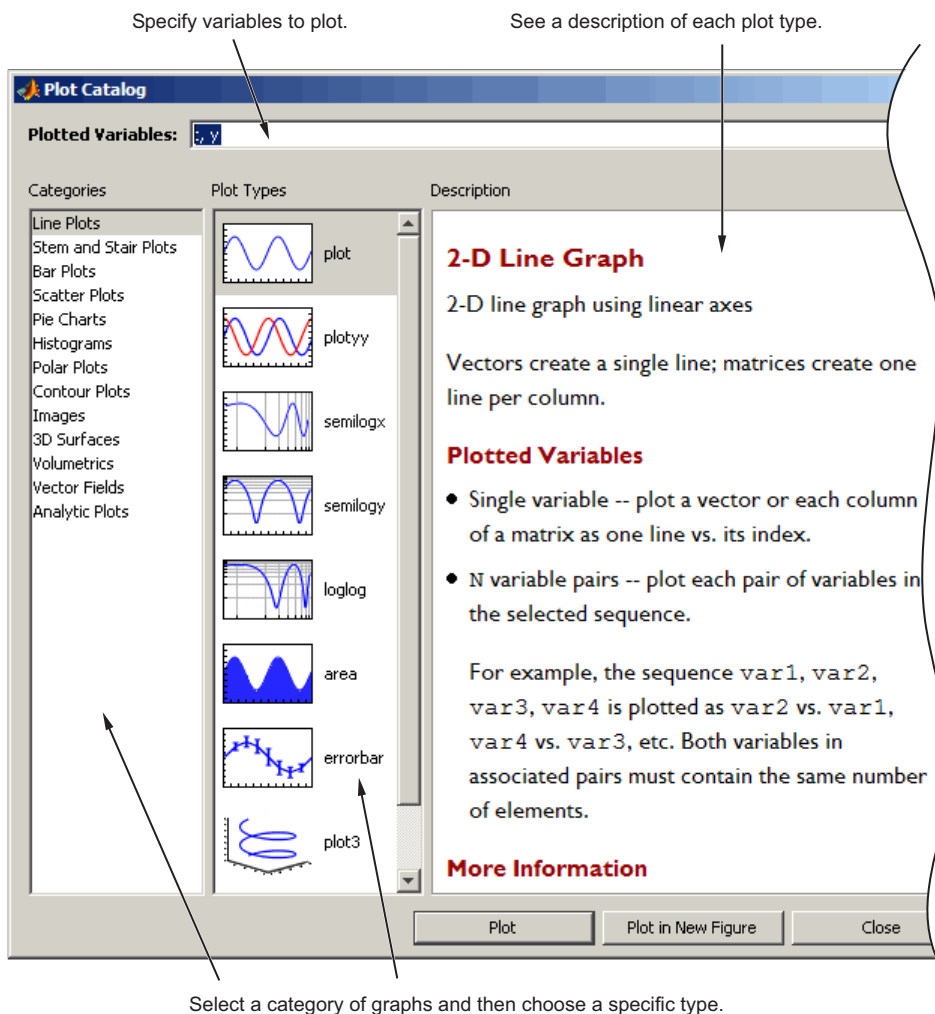 Specify variables to plot.
See a description of each plot type.
Plot Catalog
Plotted Variables:
t, y
Categories
Plot Types
Description
Line Plots
Stem and Stair Plots
Bar Plots
Scatter Plots
Pie Charts
Histograms
Polar Plots
Contour Plots
Images
3D Surfaces
Volumetrics
Vector Fields
Analytic Plots
plot
plotyy
semilogx
semilogy
loglog
area
errorbar
plot3
2-D Line Graph
2-D line graph using linear axes
Vectors create a single line; matrices create one
line per column.
Plotted Variables
• Single variable -- plot a vector or each column
of a matrix as one line vs. its index.
• N variable pairs -- plot each pair of variables in
the selected sequence.
For example, the sequence var1, var2,
var3, var4 is plotted as var2 vs. var1,
var4 vs. var3, etc. Both variables in
associated pairs must contain the same number
of elements.
More Information
Plot
Plot in New Figure
Close
Select a category of graphs and then choose a specific type.